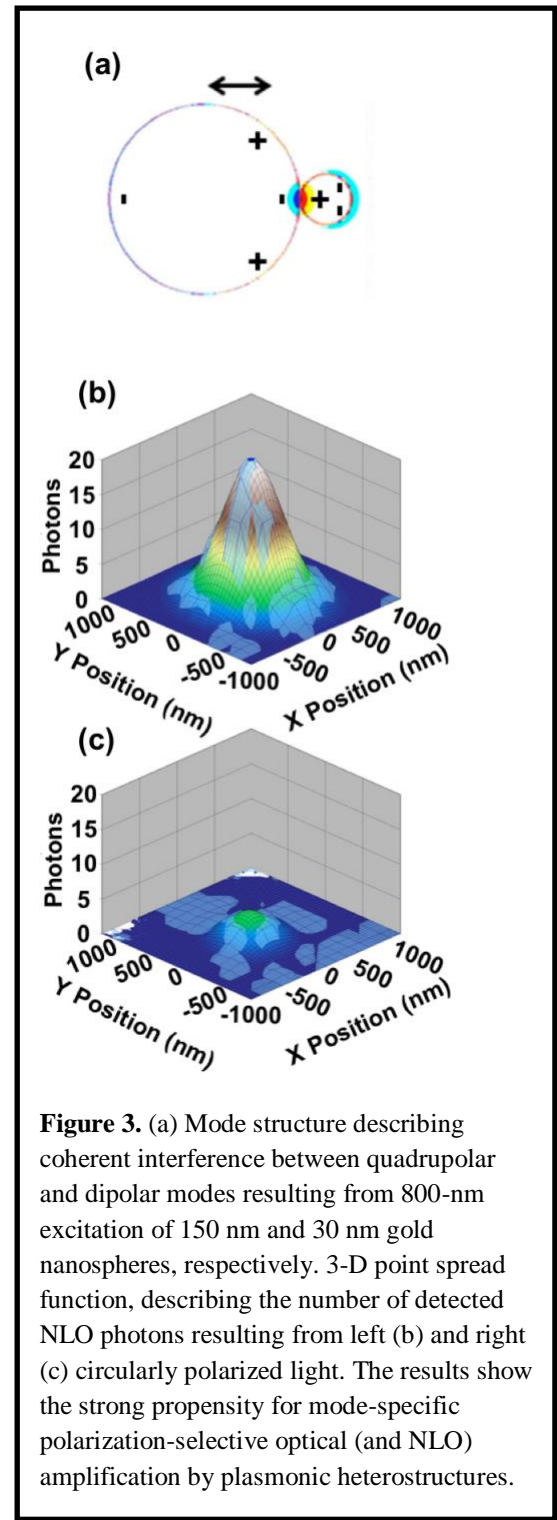 (a)
+
-
-
+
-
-
+
(b)
20
15
10
5
0
Photons
1000
500
0
-500
-1000
Y Position (nm)
1000
500
0
-500
X Position (nm)
(c)
20
15
10
5
0
Photons
1000
500
0
-500
-1000
Y Position (nm)
1000
500
0
-500
X Position (nm)
Figure 3. (a) Mode structure describing
coherent interference between quadrupolar
and dipolar modes resulting from 800-nm
excitation of 150 nm and 30 nm gold
nanospheres, respectively. 3-D point spread
function, describing the number of detected
NLO photons resulting from left (b) and right
(c) circularly polarized light. The results show
the strong propensity for mode-specific
polarization-selective optical (and NLO)
amplification by plasmonic heterostructures.